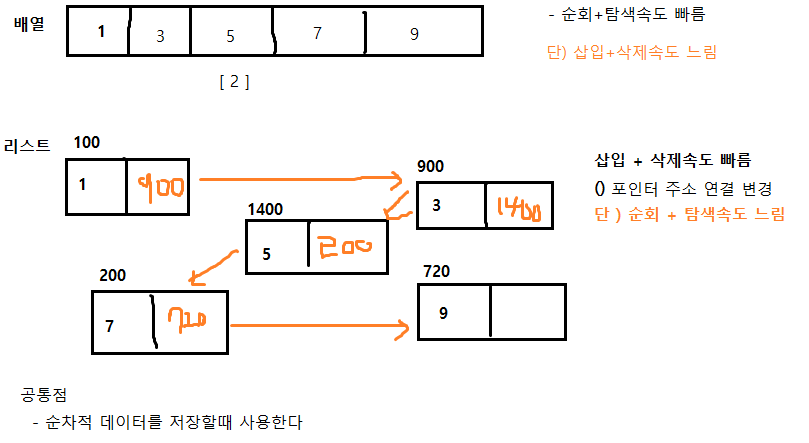 배열 1 3 5 7 9
[ 2 ]
- 순회+탐색속도 빠름
단) 삽입+삭제속도 느림
리스트
100
1 900
900
3 1400
1400
5 200
200
7 720
720
9
삽입 + 삭제속도 빠름
() 포인터 주소 연결 변경
단 ) 순회 + 탐색속도 느림
공통점
- 순차적 데이터를 저장할때 사용한다